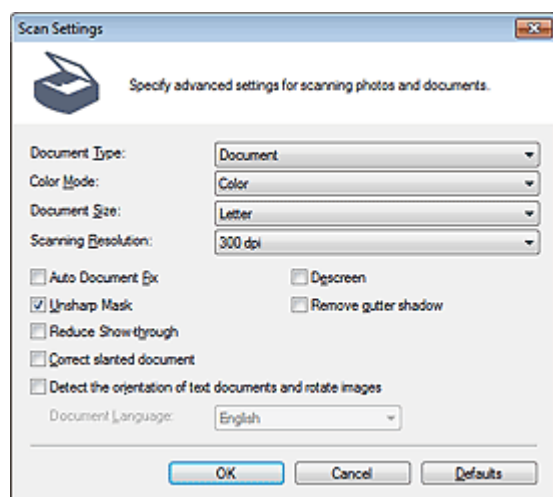 Scan Settings
Specify advanced settings for scanning photos and documents.
Document Type: Document
Color Mode: Color
Document Size: Letter
Scanning Resolution: 300 dpi
Auto Document Fix Descreen
Unsharp Mask Remove gutter shadow
Reduce Show-through
Correct slanted document
Detect the orientation of text documents and rotate images
Document Language: English
OK Cancel Defaults